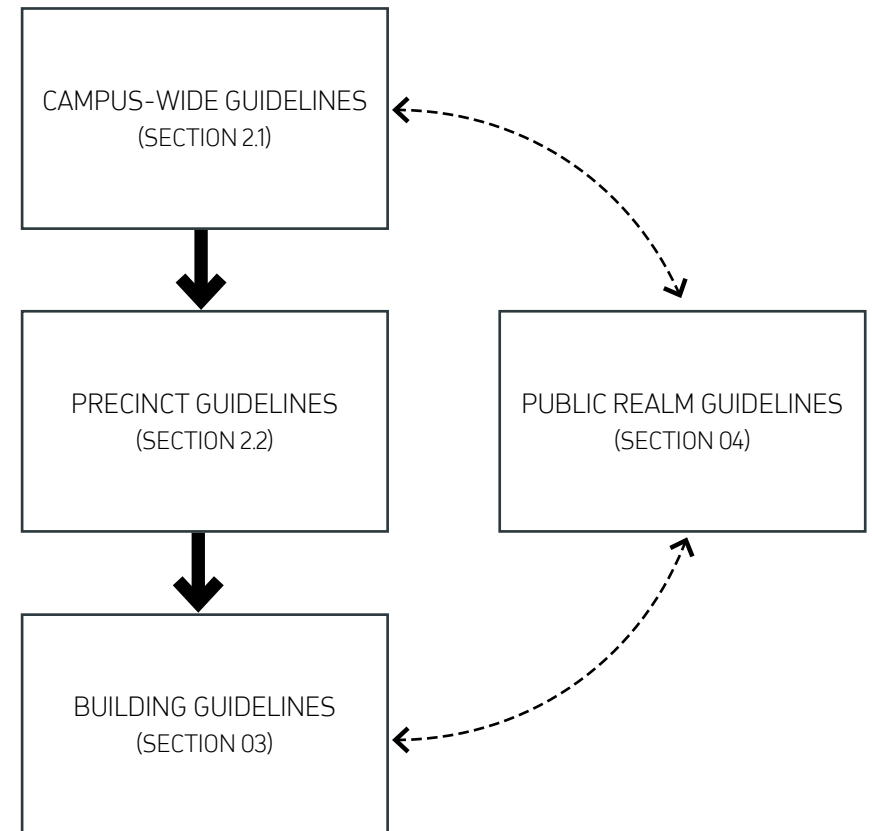 CAMPUS-WIDE GUIDELINES
(SECTION 2.1)
PRECINCT GUIDELINES
(SECTION 2.2)
PUBLIC REALM GUIDELINES
(SECTION 04)
BUILDING GUIDELINES
(SECTION 03)